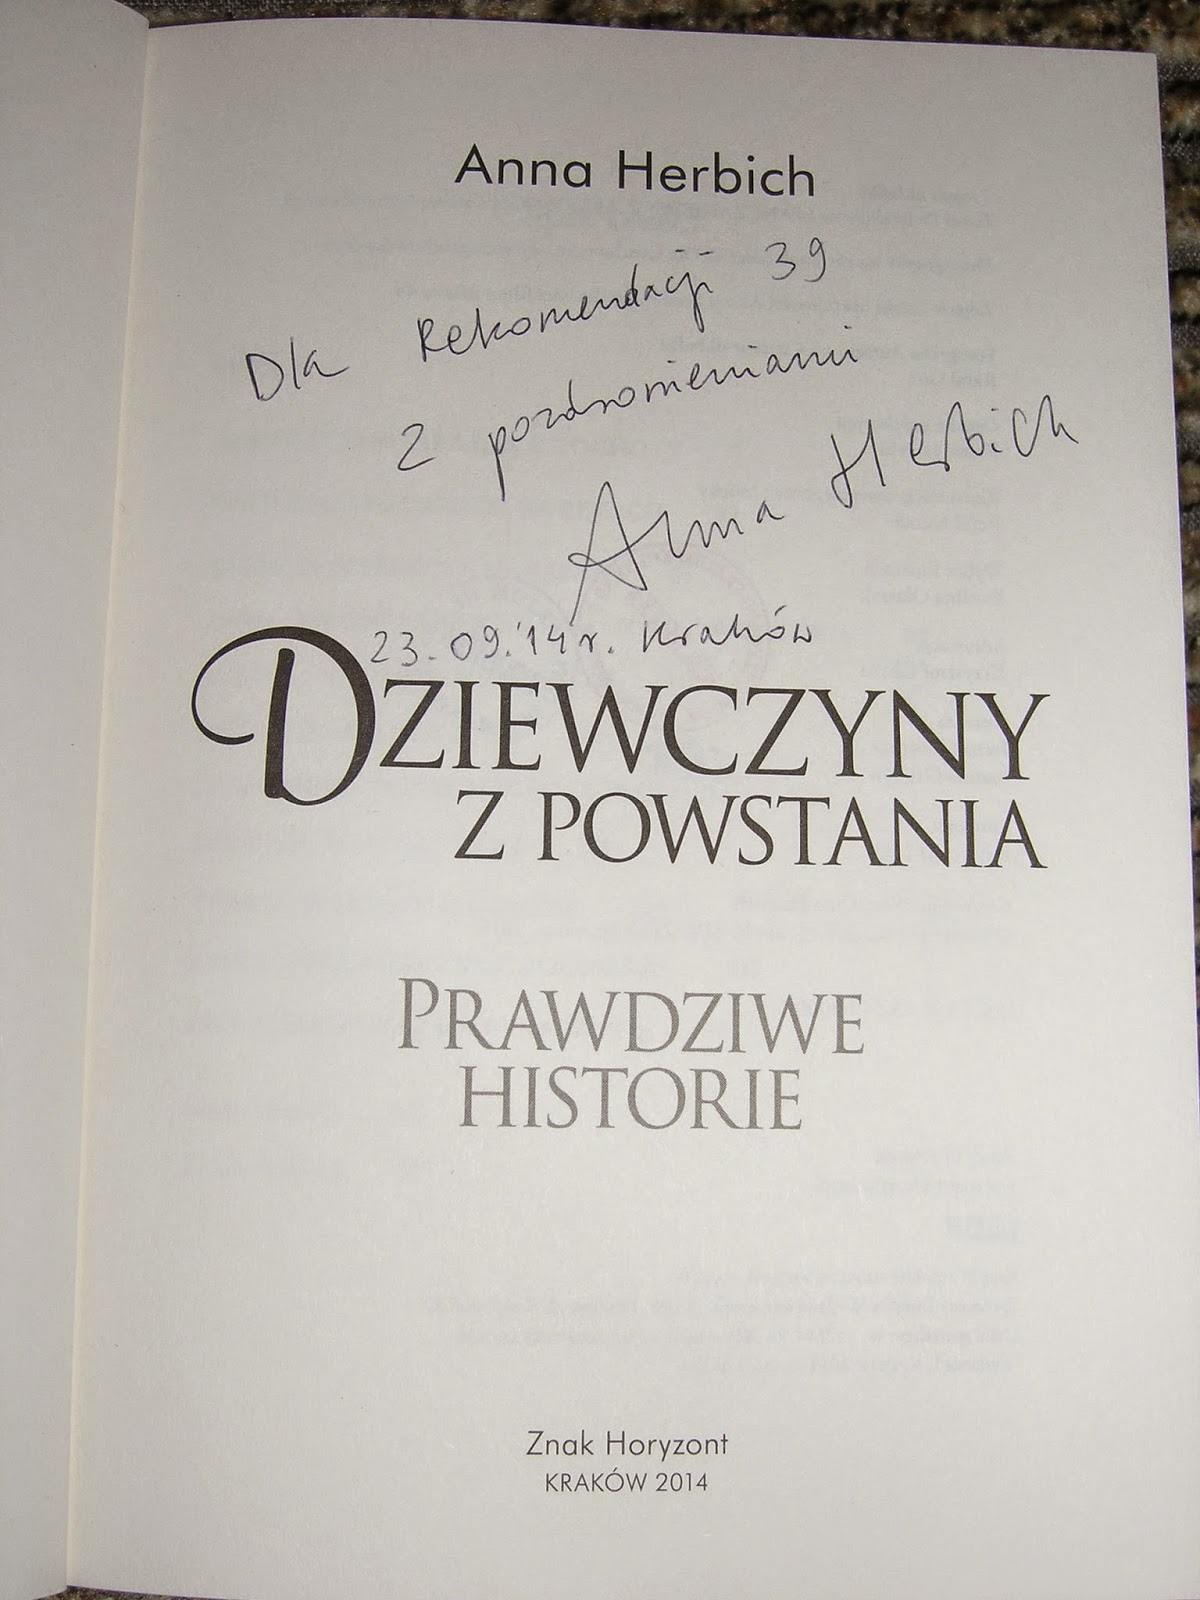 Anna Herbich
Dla Rekomendacji 39
z pozdrowieniami
Anna Herbich
23.09.'14 r. Kraków
DZIEWCZYNY
Z POWSTANIA
PRAWDZIWE
HISTORIE
Znak Horyzont
KRAKÓW 2014